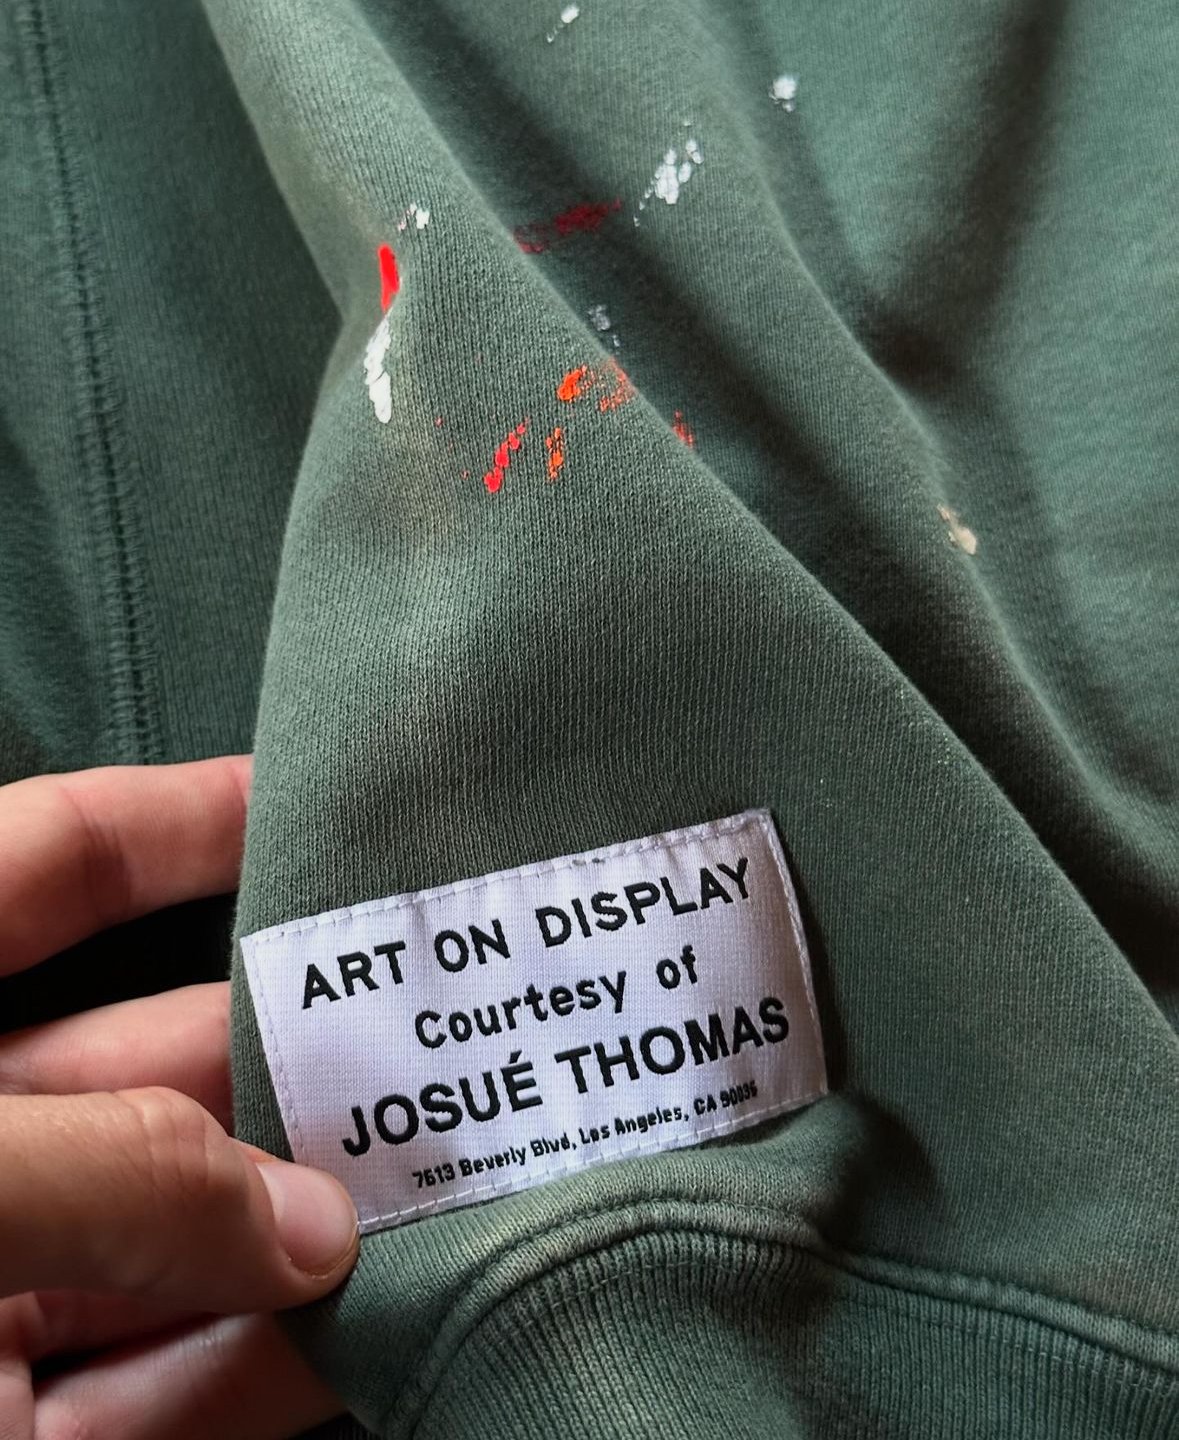 ART ON DISPLAY
Courtesy of
JOSUÉ THOMAS
7613 Beverly Blvd, Los Angeles, CA 90036